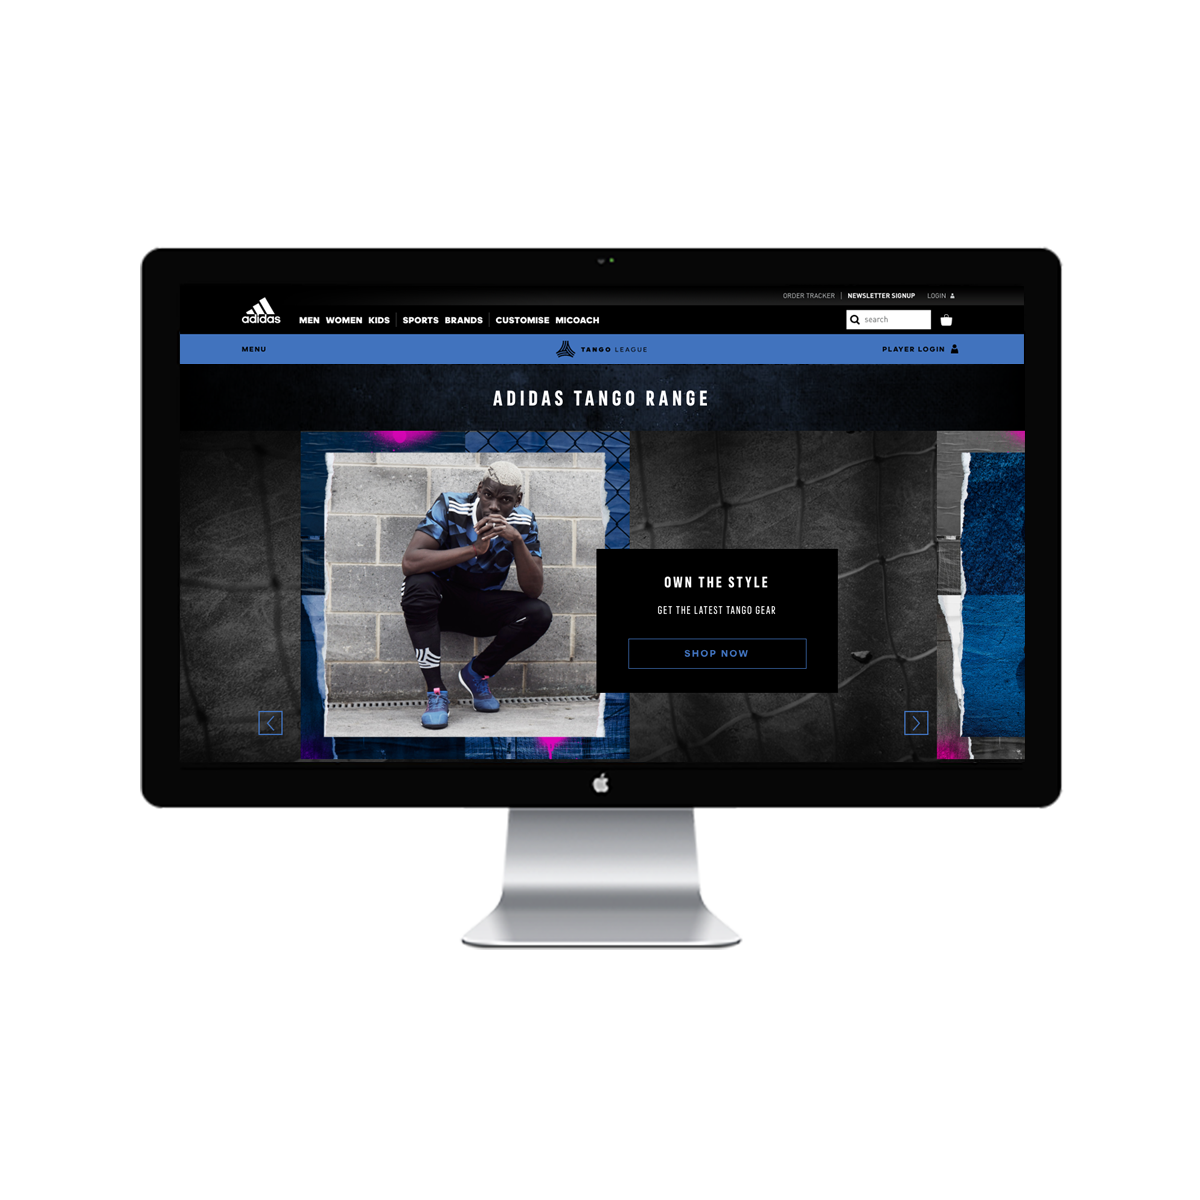 ORDER TRACKER | NEWSLETTER SIGNUP LOGIN
adidas MEN WOMEN KIDS | SPORTS BRANDS | CUSTOMISE MICOACH search
MENU TANGO LEAGUE PLAYER LOGIN
ADIDAS TANGO RANGE
OWN THE STYLE
GET THE LATEST TANGO GEAR
SHOP NOW